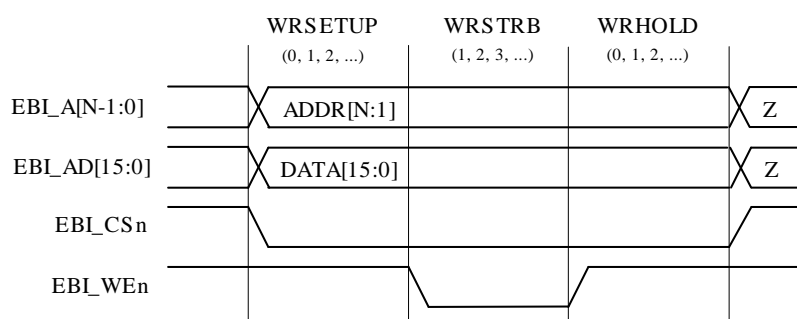 WRSETUP WRSTRB WRHOLD
(0, 1, 2, ...) (1, 2, 3, ...) (0, 1, 2, ...)
EBI_A[N-1:0] ADDR[N:1] Z
EBI_AD[15:0] DATA[15:0] Z
EBI_CSn
EBI_WEn